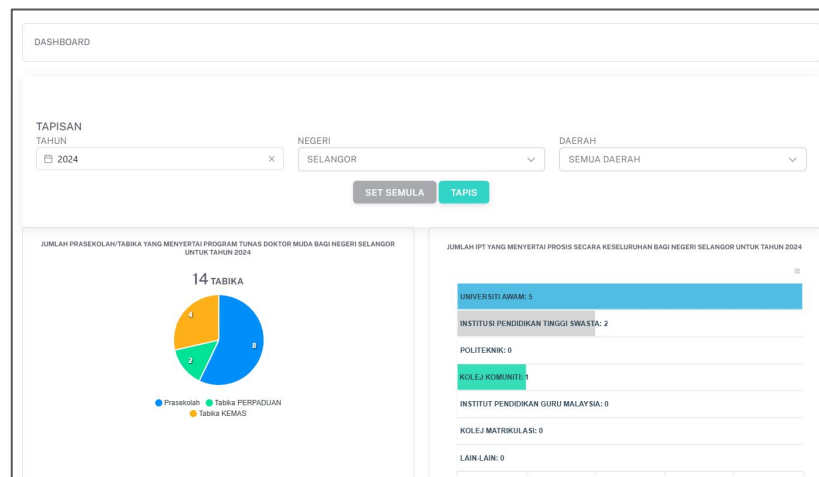 DASHBOARD
TAPISAN
TAHUN
2024
NEGERI
SELANGOR
DAERAH
SEMUA DAERAH
SET SEMULA
TAPIS
JUMLAH PRASEKOLAH/TABIKA YANG MENYERTAI PROGRAM TUNAS DOKTOR MUDA BAGI NEGERI SELANGOR
UNTUK TAHUN 2024
14 TABIKA
4
8
2
Prasekolah Tabika PERPADUAN
Tabika KEMAS
JUMLAH IPT YANG MENYERTAI PROSIS SECARA KESELURUHAN BAGI NEGERI SELANGOR UNTUK TAHUN 2024
UNIVERSITI AWAM: 5
INSTITUSI PENDIDIKAN TINGGI SWASTA: 2
POLITEKNIK: 0
KOLEJ KOMUNITI: 1
INSTITUT PENDIDIKAN GURU MALAYSIA: 0
KOLEJ MATRIKULASI: 0
LAIN-LAIN: 0